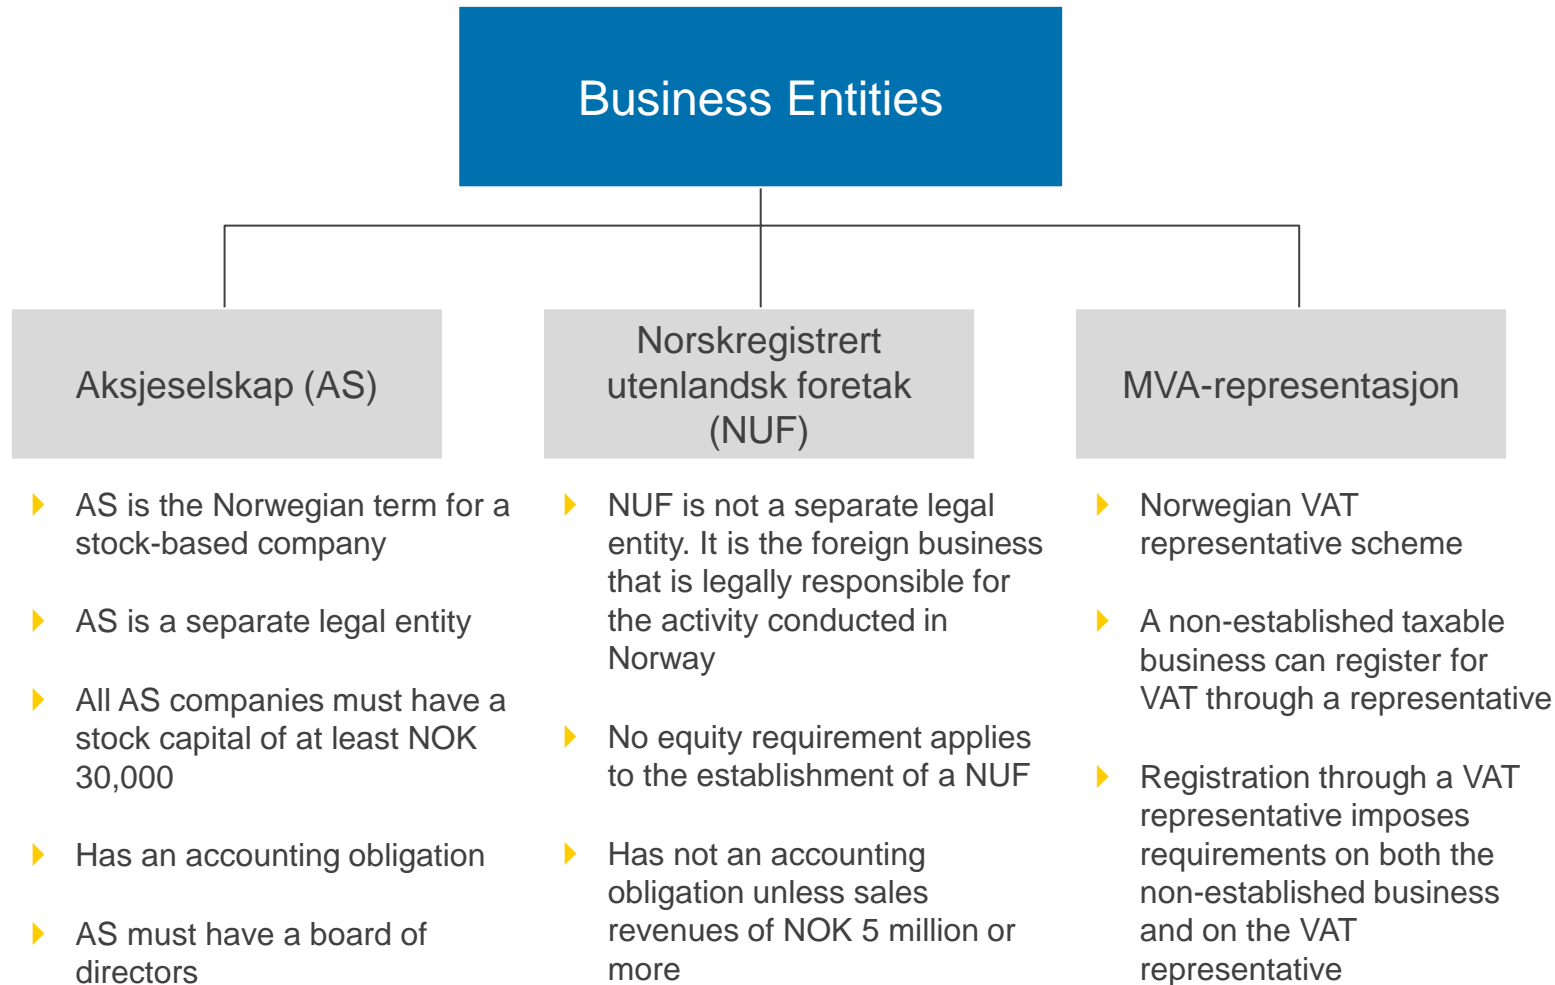 Business Entities
Aksjeselskap (AS)
Norskregistrert
utenlandsk foretak
(NUF)
MVA-representasjon
AS is the Norwegian term for a
stock-based company
AS is a separate legal entity
All AS companies must have a
stock capital of at least NOK
30,000
Has an accounting obligation
AS must have a board of
directors
NUF is not a separate legal
entity. It is the foreign business
that is legally responsible for
the activity conducted in
Norway
No equity requirement applies
to the establishment of a NUF
Has not an accounting
obligation unless sales
revenues of NOK 5 million or
more
Norwegian VAT
representative scheme
A non-established taxable
business can register for
VAT through a representative
Registration through a VAT
representative imposes
requirements on both the
non-established business
and on the VAT
representative